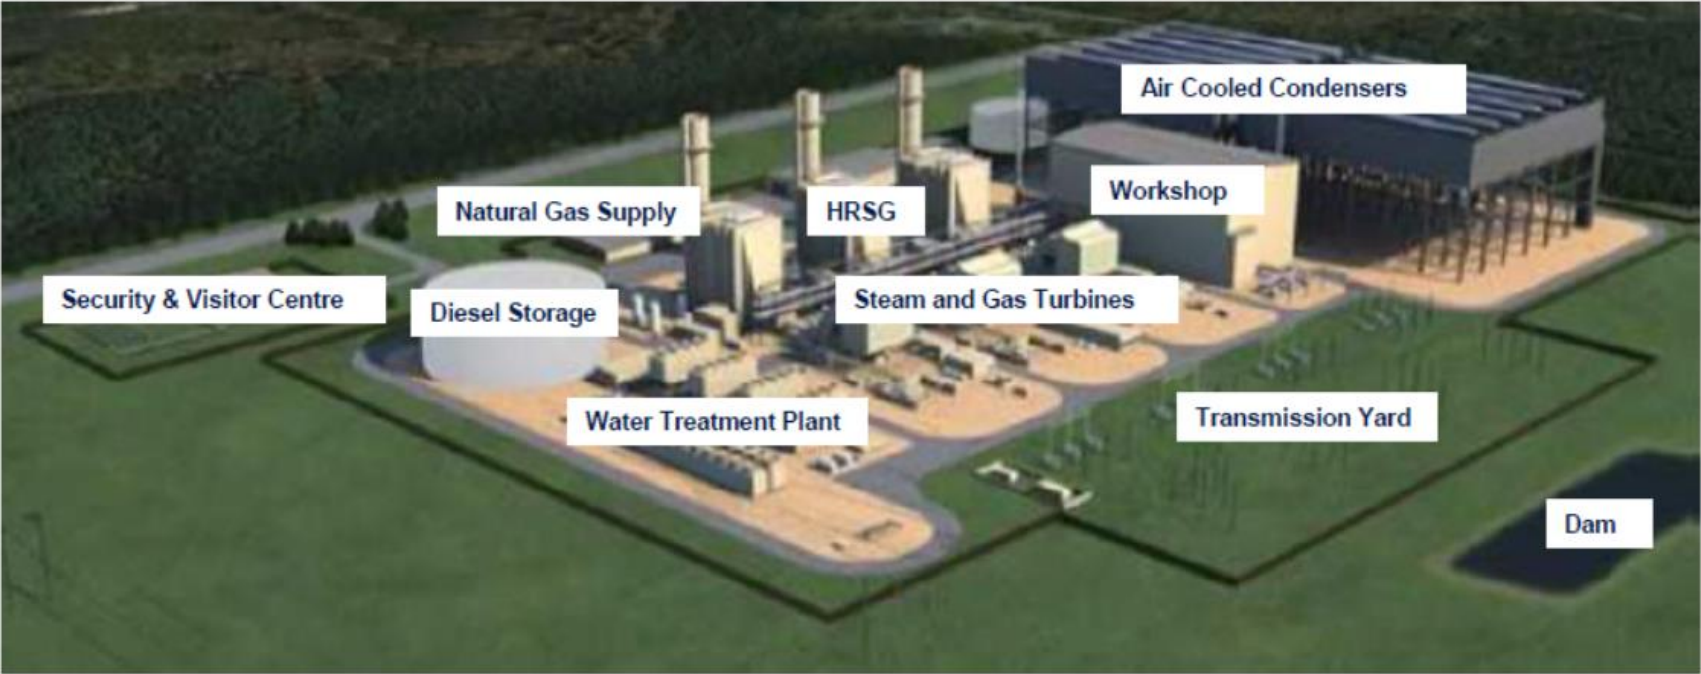 Air Cooled Condensers
Workshop
Natural Gas Supply
HRSG
Security & Visitor Centre
Diesel Storage
Steam and Gas Turbines
Water Treatment Plant
Transmission Yard
Dam